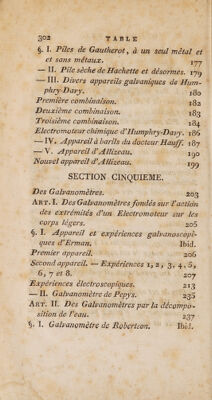 302 TABLE
§. I. Piles de Gautherot, à un seul métal et
et sans métaux. 177
— II. Pile sèche de Hachette et désormes. 179
— III. Divers appareils galvaniques de Hum-
phry-Davy. 180
Première combinaison. 182
Deuxième combinaison. 183
Troisième combinaison. 184
Electromoteur chimique d'Humphry-Davy. 186
— IV. Appareil à barils du docteur Hauff. 187
— V. Appareil d'Allizeau. 190
Nouvel appareil d'Allizeau. 199
SECTION CINQUIEME.
Des Galvanomètres. 203
ART. I. Des Galvanomètres fondés sur l'action
des extrémités d'un Electromoteur sur les
corps légers. 205
§. I. Appareil et expériences galvanoscopi-
ques d'Erman. Ibid.
Premier appareil. 206
Second appareil. — Expériences 1, 2, 3, 4, 5,
6, 7 et 8. 207
Expériences électroscopiques. 213
— II. Galvanomètre de Pepys. 235
ART. II. Des Galvanomètres par la décompo-
sition de l'eau. 237
§. I. Galvanomètre de Robertson. Ibid.